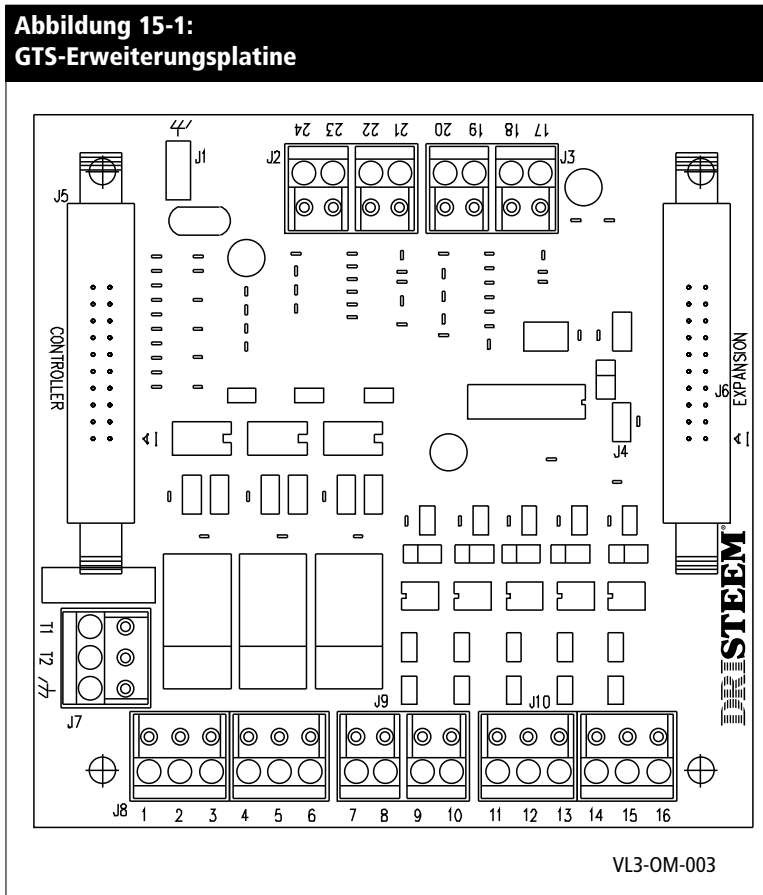 Abbildung 15-1:
GTS-Erweiterungsplatine
24 23 22 21 20 19 18 17
J1
J2
J3
J5
CONTROLLER
EXPANSION
J6
1
1
J4
DRISTEEM®
T1
T2
J7
J9
J10
J8 1 2 3 4 5 6 7 8 9 10 11 12 13 14 15 16
VL3-OM-003